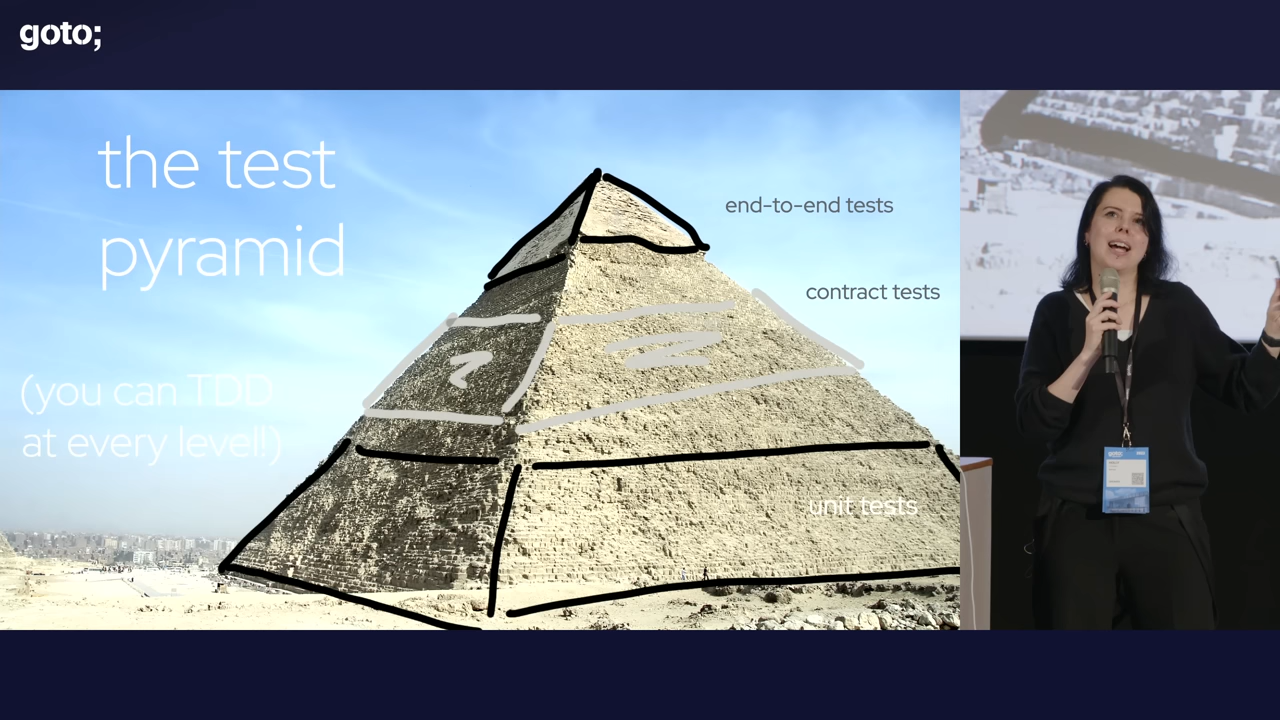 goto;
the test
pyramid
(you can TDD
at every level!)
end-to-end tests
contract tests
unit tests